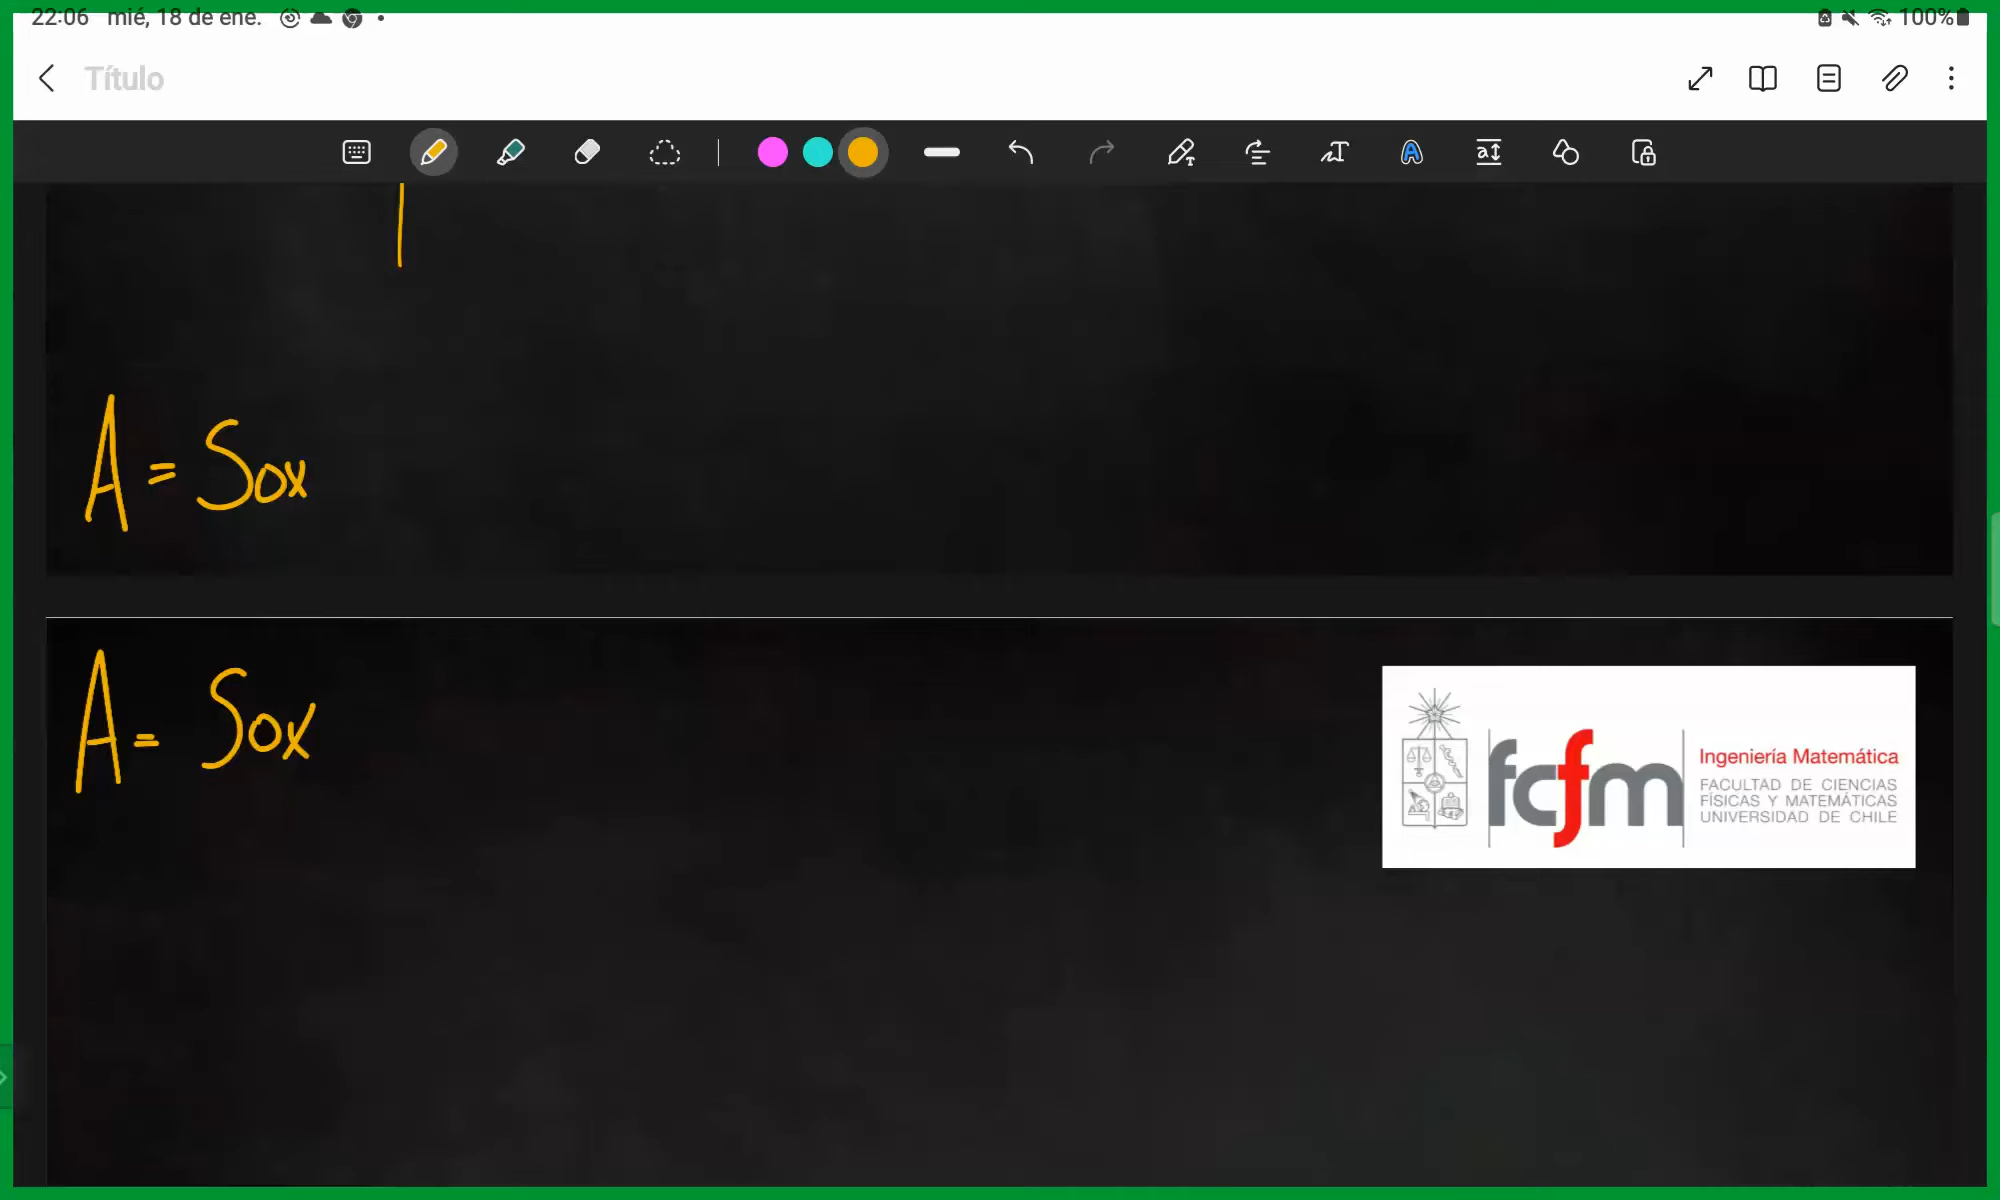 22:06 mié, 18 de ene. 100%
Título
A = Sox
A = Sox
fcfm
Ingeniería Matemática
FACULTAD DE CIENCIAS
FÍSICAS Y MATEMÁTICAS
UNIVERSIDAD DE CHILE